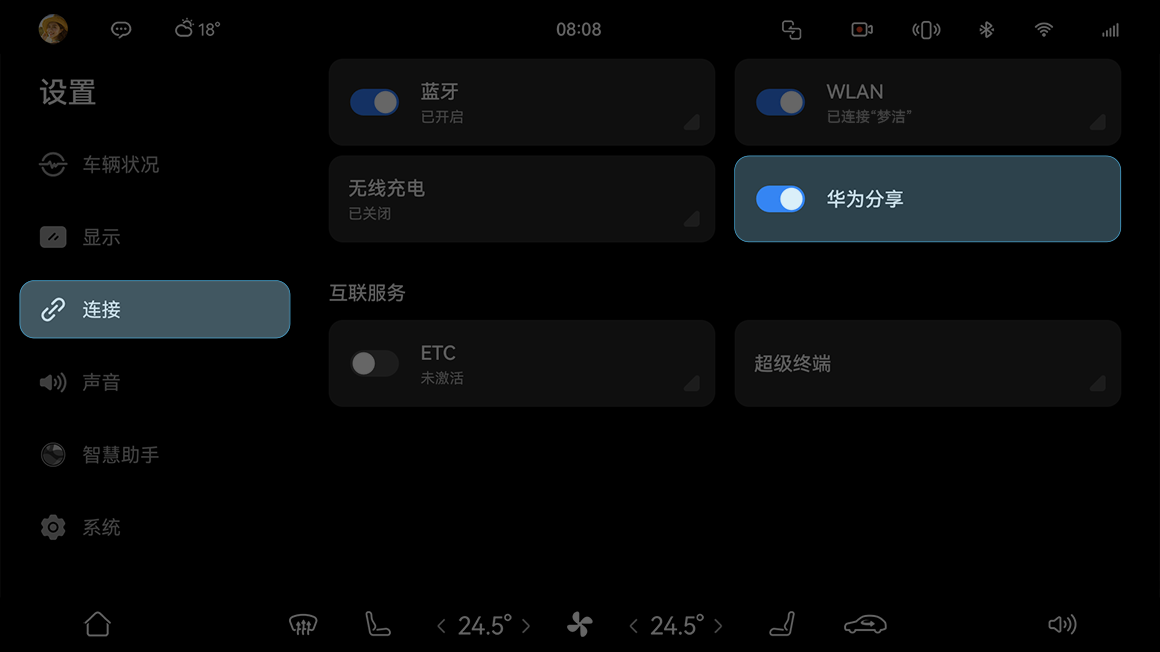 18°
08:08
设置
车辆状况
显示
连接
声音
智慧助手
系统
蓝牙
已开启
WLAN
已连接“梦洁”
无线充电
已关闭
华为分享
互联服务
ETC
未激活
超级终端
24.5°
24.5°